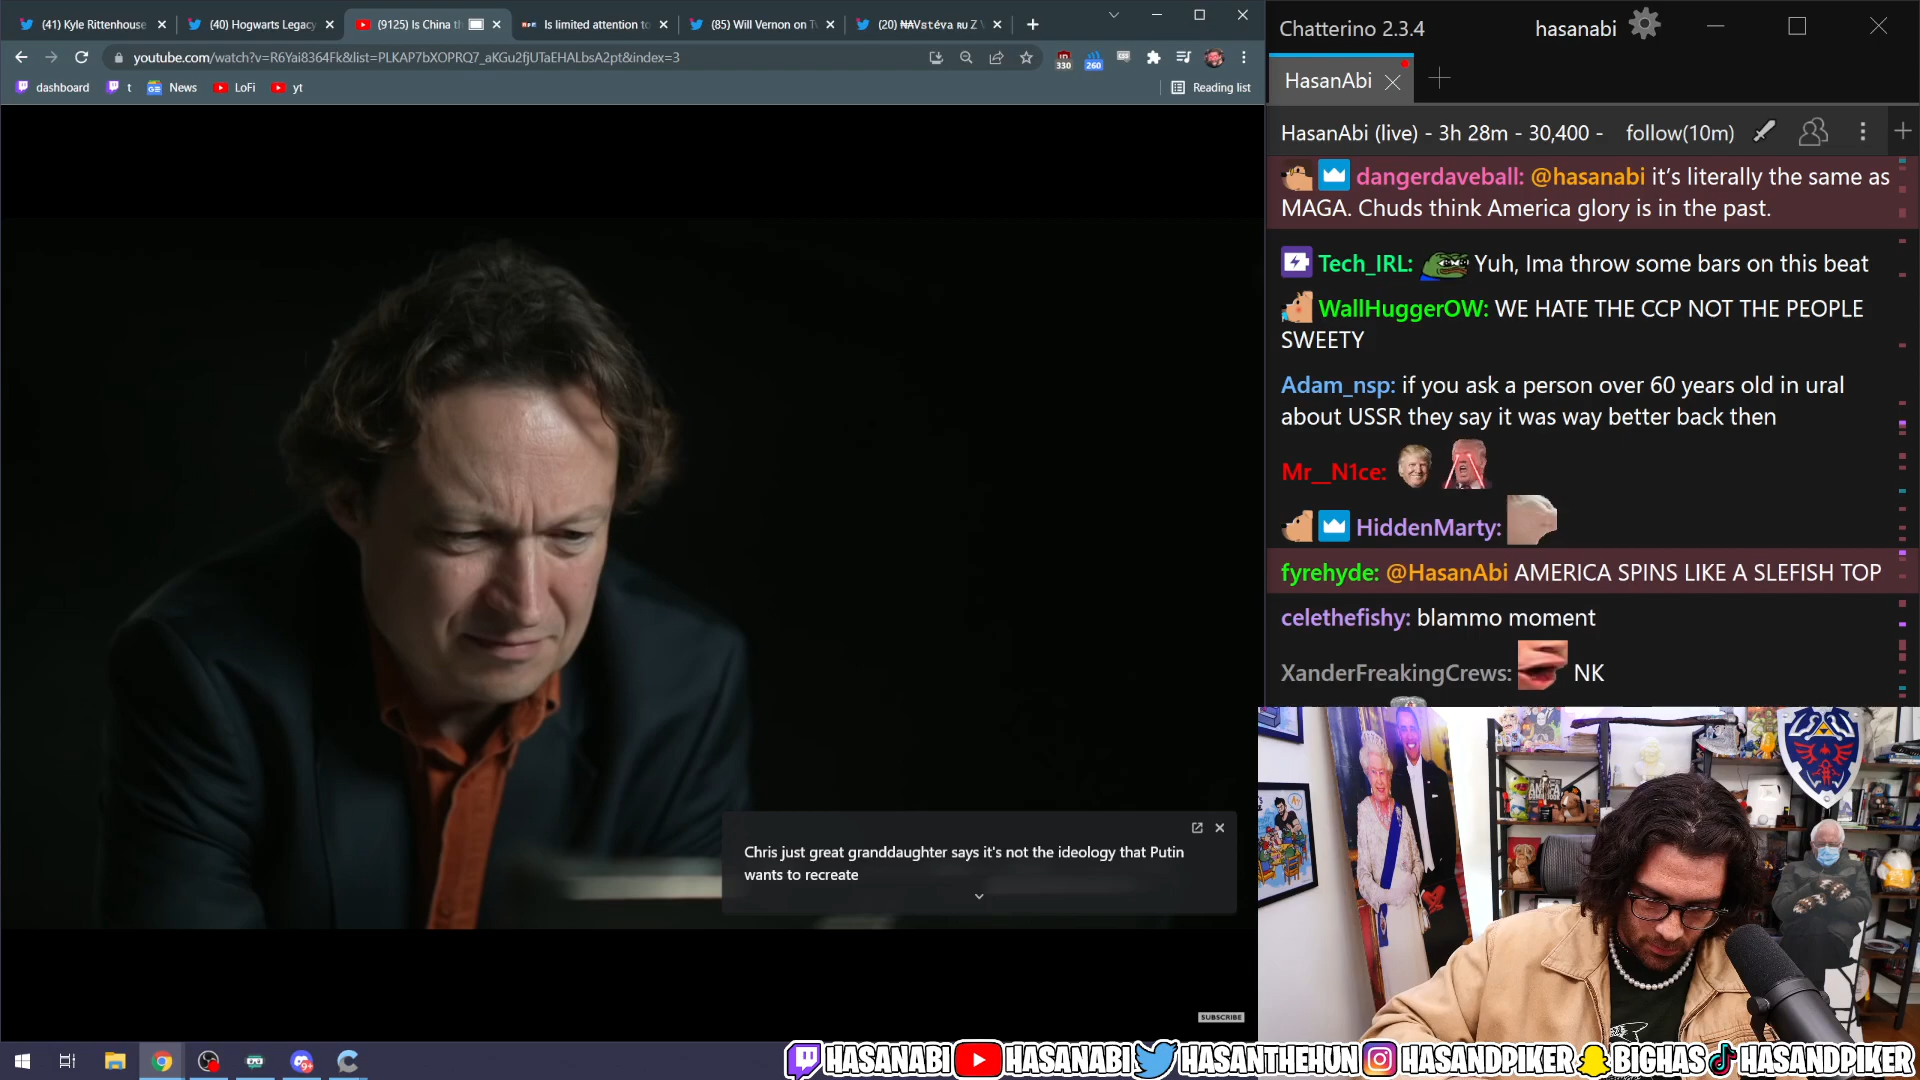 (41) Kyle Rittenhouse
(40) Hogwarts Legacy
(9125) Is China th
Is limited attention to
(85) Will Vernon on Tw
youtube.com/watch?v=R6Yai8364Fk&list=PLKAP7bXOPRQ7_aKGu2fjUTaEHALbsA2pt&index=3
330
260
dashboard
t
News
LoFi
yt
Reading list
Chris just great granddaughter says it's not the ideology that Putin
wants to recreate
SUBSCRIBE
Chatterino 2.3.4
hasanabi
HasanAbi
HasanAbi (live) - 3h 28m - 30,400 -
follow(10m)
dangerdaveball: @hasanabi it's literally the same as
MAGA. Chuds think America glory is in the past.
Tech_IRL: Yuh, Ima throw some bars on this beat
WallHuggerOW: WE HATE THE CCP NOT THE PEOPLE
SWEETY
Adam_nsp: if you ask a person over 60 years old in ural
about USSR they say it was way better back then
Mr__N1ce:
HiddenMarty:
fyrehyde: @HasanAbi AMERICA SPINS LIKE A SLEFISH TOP
celethefishy: blammo moment
XanderFreakingCrews: NK
HASANABI HASANABI HASANTHEHUN HASANDPIKER BIGHAS HASANDPIKER